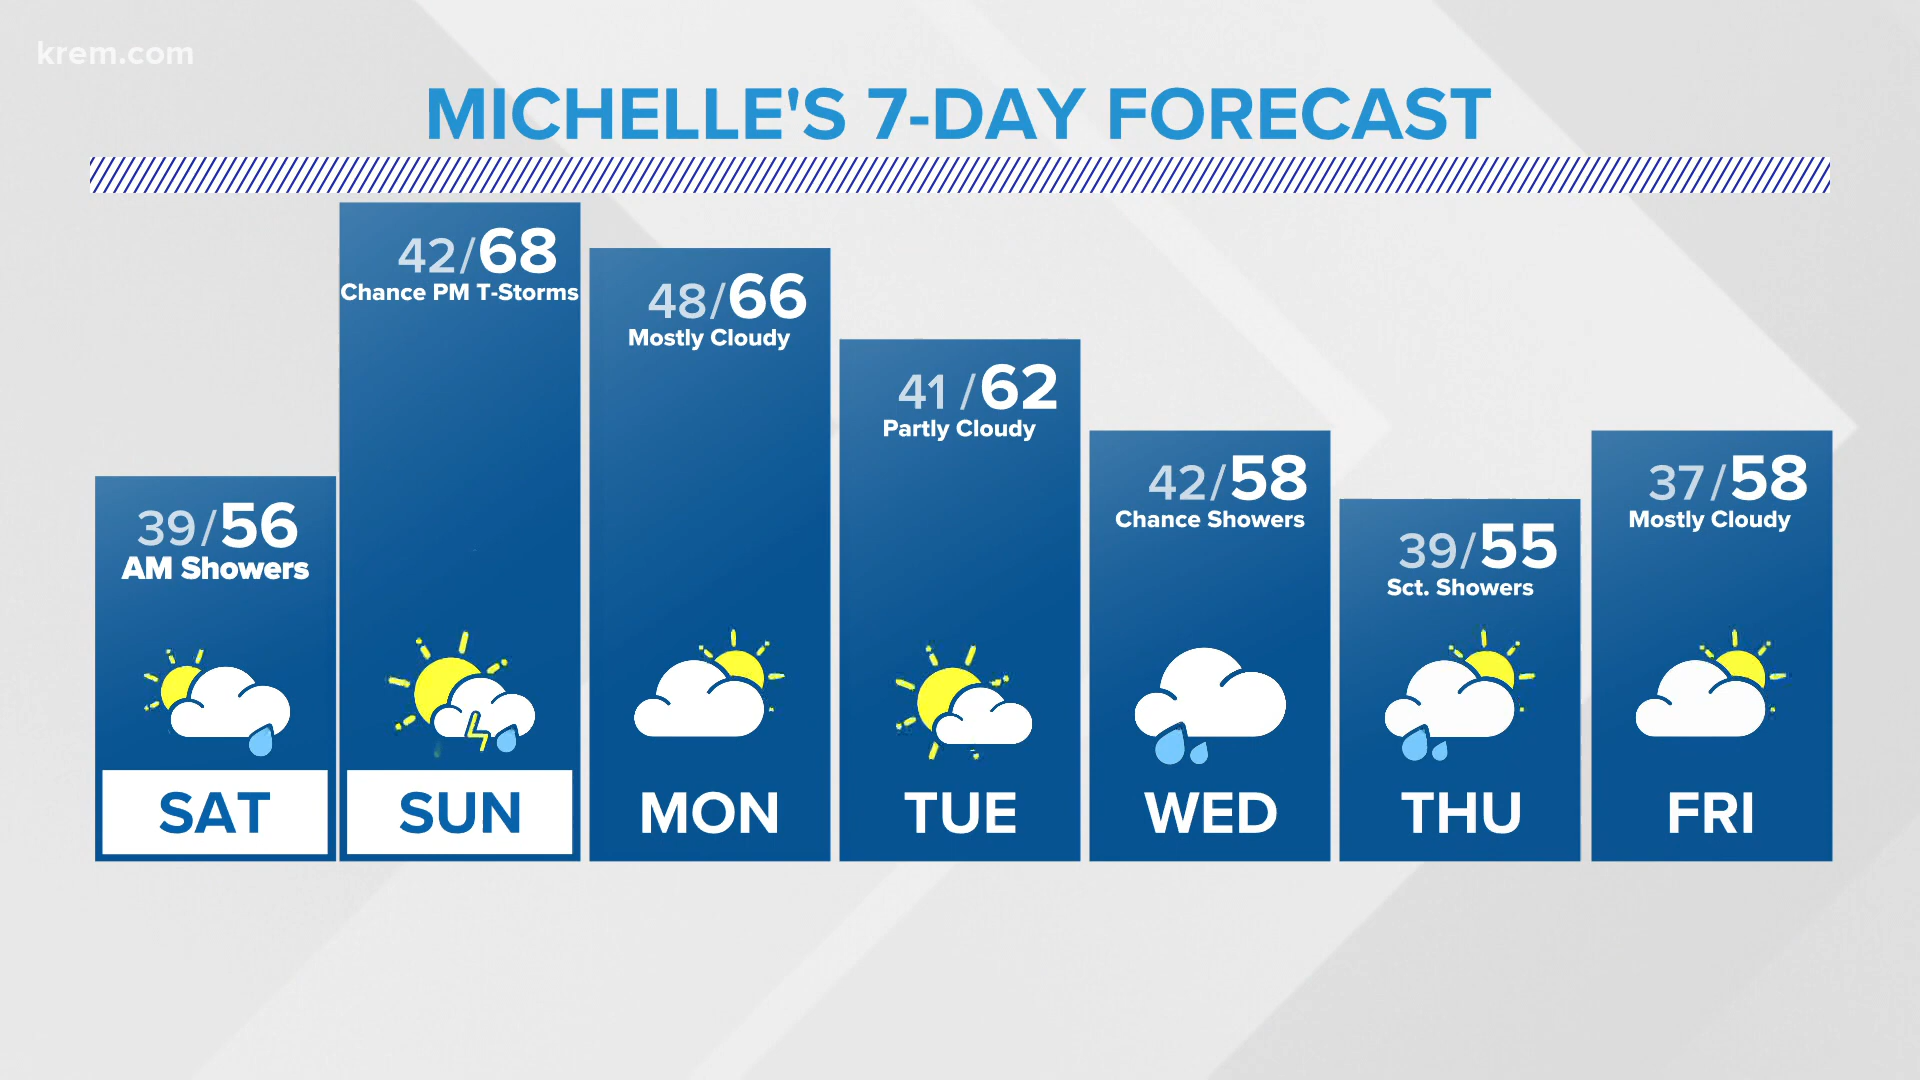 krem.com
MICHELLE'S 7-DAY FORECAST
39/56
AM Showers
SAT
42/68
Chance PM T-Storms
SUN
48/66
Mostly Cloudy
MON
41 /62
Partly Cloudy
TUE
42/58
Chance Showers
WED
39/55
Sct. Showers
THU
37/58
Mostly Cloudy
FRI